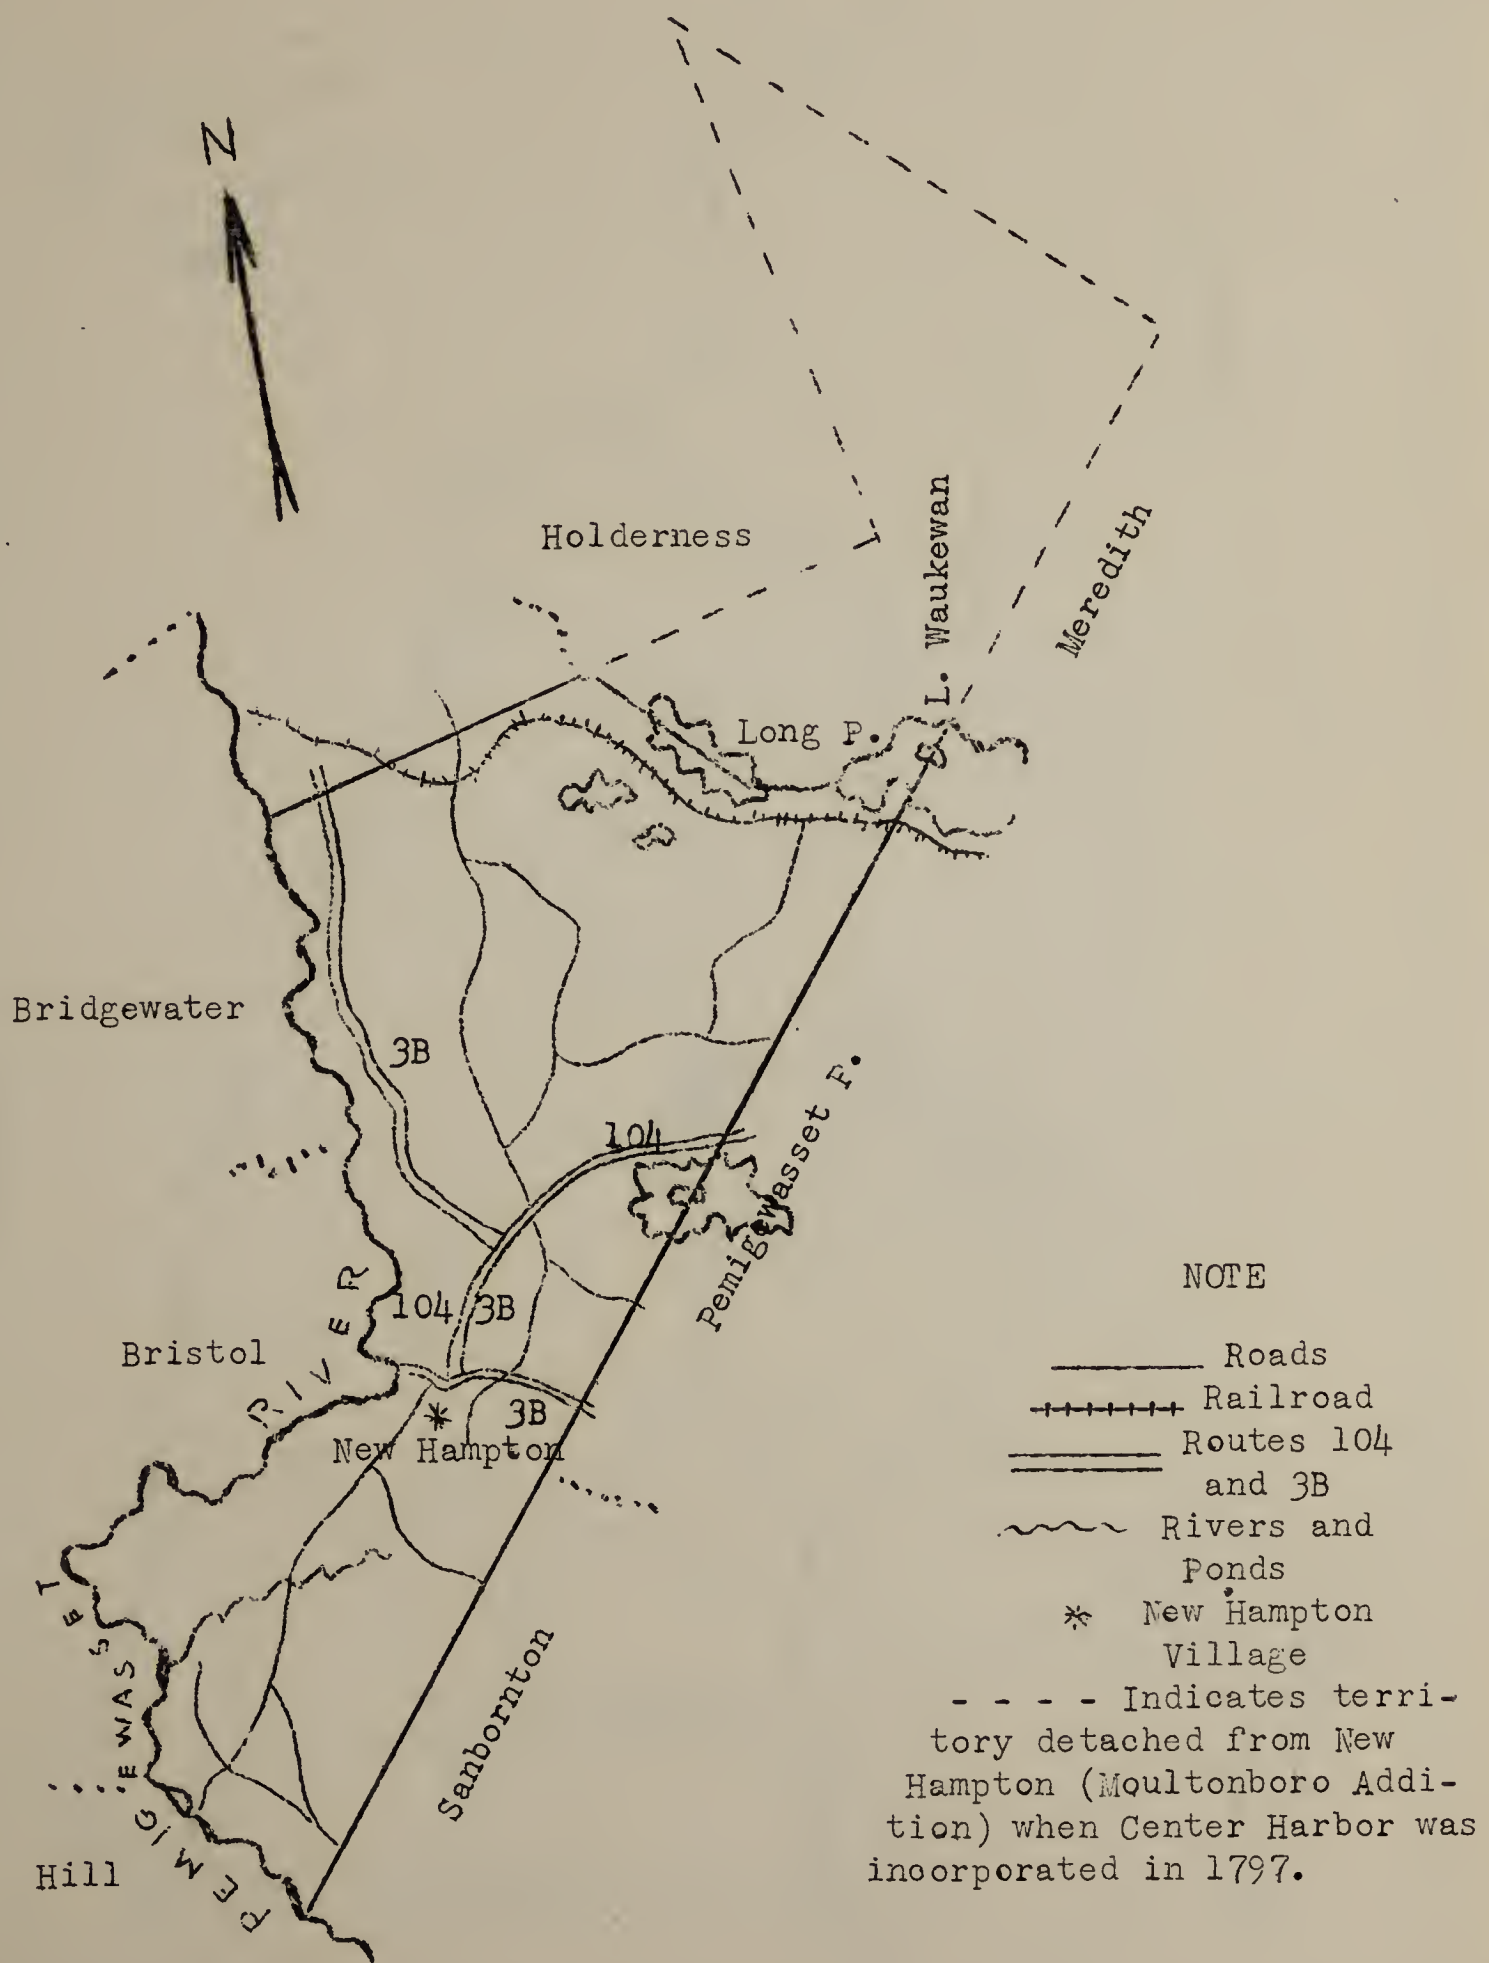 N
Holderness
L. Waukewan
Meredith
Long P.
Bridgewater
3B
104
Pemigewasset P.
104
3B
Bristol
3B
New Hampton
PEMIGEWASSET RIVER
Sanbornton
Hill
NOTE
Roads
Railroad
Routes 104
and 3B
Rivers and
Ponds
New Hampton
Village
- - - - Indicates terri-
tory detached from New
Hampton (Moultonboro Addi-
tion) when Center Harbor was
incorporated in 1797.